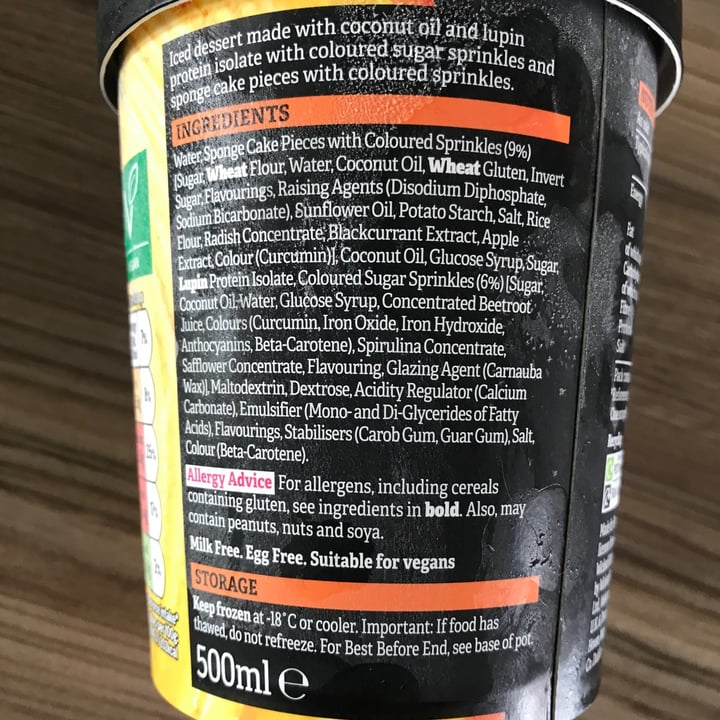 Iced dessert made with coconut oil and lupin
protein isolate with coloured sugar sprinkles and
sponge cake pieces with coloured sprinkles.
INGREDIENTS
Water, Sponge Cake Pieces with Coloured Sprinkles (9%)
[Sugar, Wheat Flour, Water, Coconut Oil, Wheat Gluten, Invert
Sugar, Flavourings, Raising Agents (Disodium Diphosphate,
Sodium Bicarbonate), Sunflower Oil, Potato Starch, Salt, Rice
Flour, Radish Concentrate, Blackcurrant Extract, Apple
Extract, Colour (Curcumin)], Coconut Oil, Glucose Syrup, Sugar,
Lupin Protein Isolate, Coloured Sugar Sprinkles (6%) [Sugar,
Coconut Oil, Water, Glucose Syrup, Concentrated Beetroot
Juice, Colours (Curcumin, Iron Oxide, Iron Hydroxide,
Anthocyanins, Beta-Carotene), Spirulina Concentrate,
Safflower Concentrate, Flavouring, Glazing Agent (Carnauba
Wax)], Maltodextrin, Dextrose, Acidity Regulator (Calcium
Carbonate), Emulsifier (Mono- and Di-Glycerides of Fatty
Acids), Flavourings, Stabilisers (Carob Gum, Guar Gum), Salt,
Colour (Beta-Carotene).
Allergy Advice For allergens, including cereals
containing gluten, see ingredients in bold. Also, may
contain peanuts, nuts and soya.
Milk Free. Egg Free. Suitable for vegans
STORAGE
Keep frozen at -18°C or cooler. Important: If food has
thawed, do not refreeze. For Best Before End, see base of pot.
500ml e